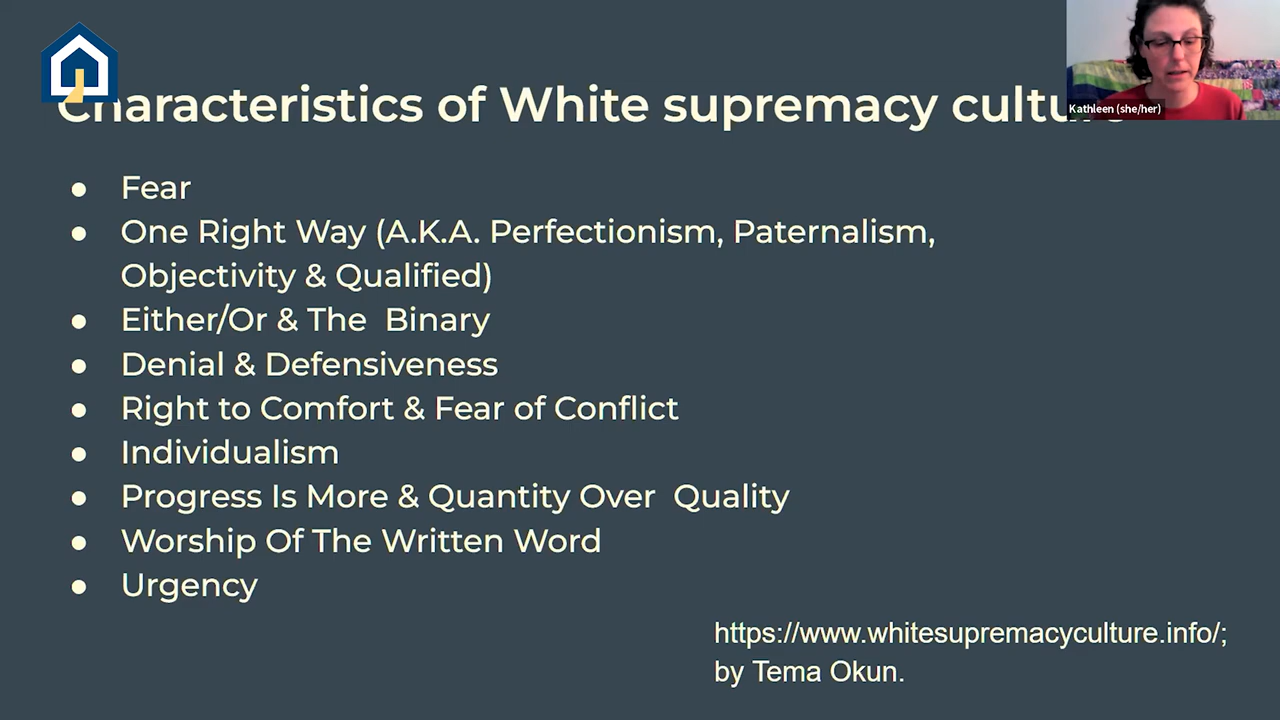 Characteristics of White supremacy culture
Kathleen (she/her)
● Fear
● One Right Way (A.K.A. Perfectionism, Paternalism,
Objectivity & Qualified)
● Either/Or & The  Binary
● Denial & Defensiveness
● Right to Comfort & Fear of Conflict
● Individualism
● Progress Is More & Quantity Over  Quality
● Worship Of The Written Word
● Urgency
https://www.whitesupremacyculture.info/;
by Tema Okun.